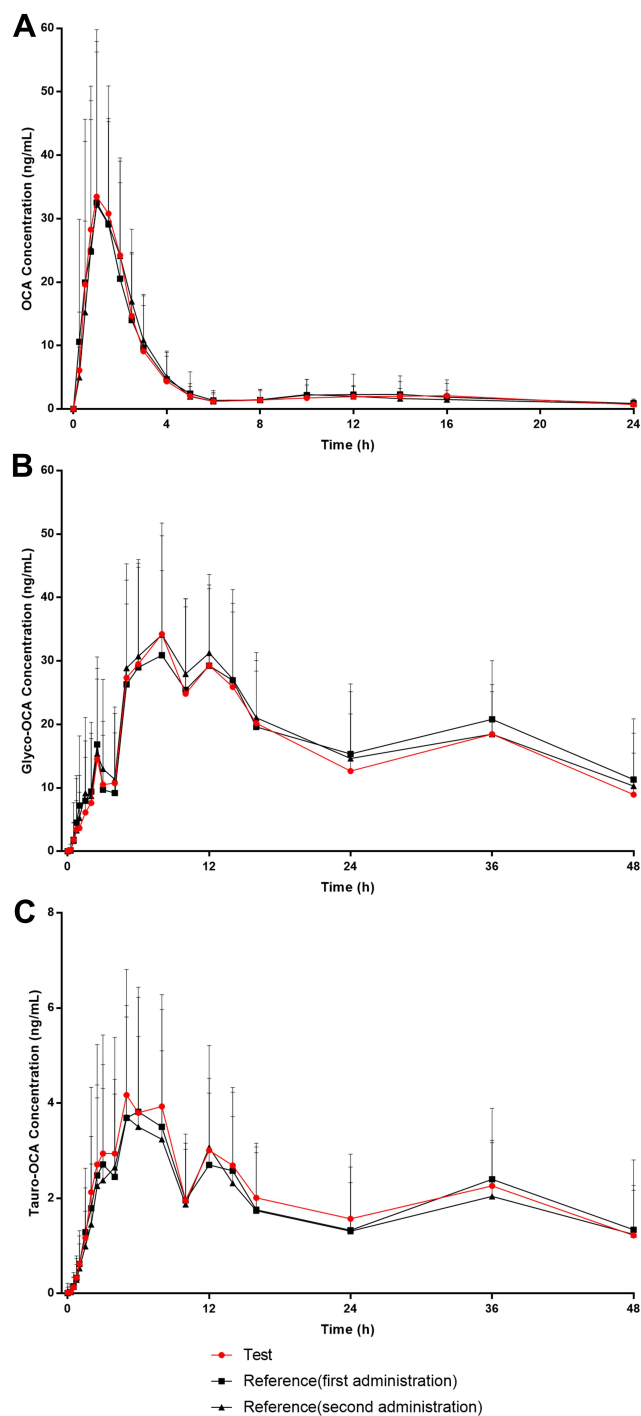 A
60
50
40
30
20
10
0
OCA Concentration (ng/mL)
0 4 8 12 16 20 24
Time (h)
B
60
50
40
30
20
10
0
Glyco-OCA Concentration (ng/mL)
0 12 24 36 48
Time (h)
C
8
6
4
2
0
Tauro-OCA Concentration (ng/mL)
0 12 24 36 48
Time (h)
Test
Reference(first administration)
Reference(second administration)